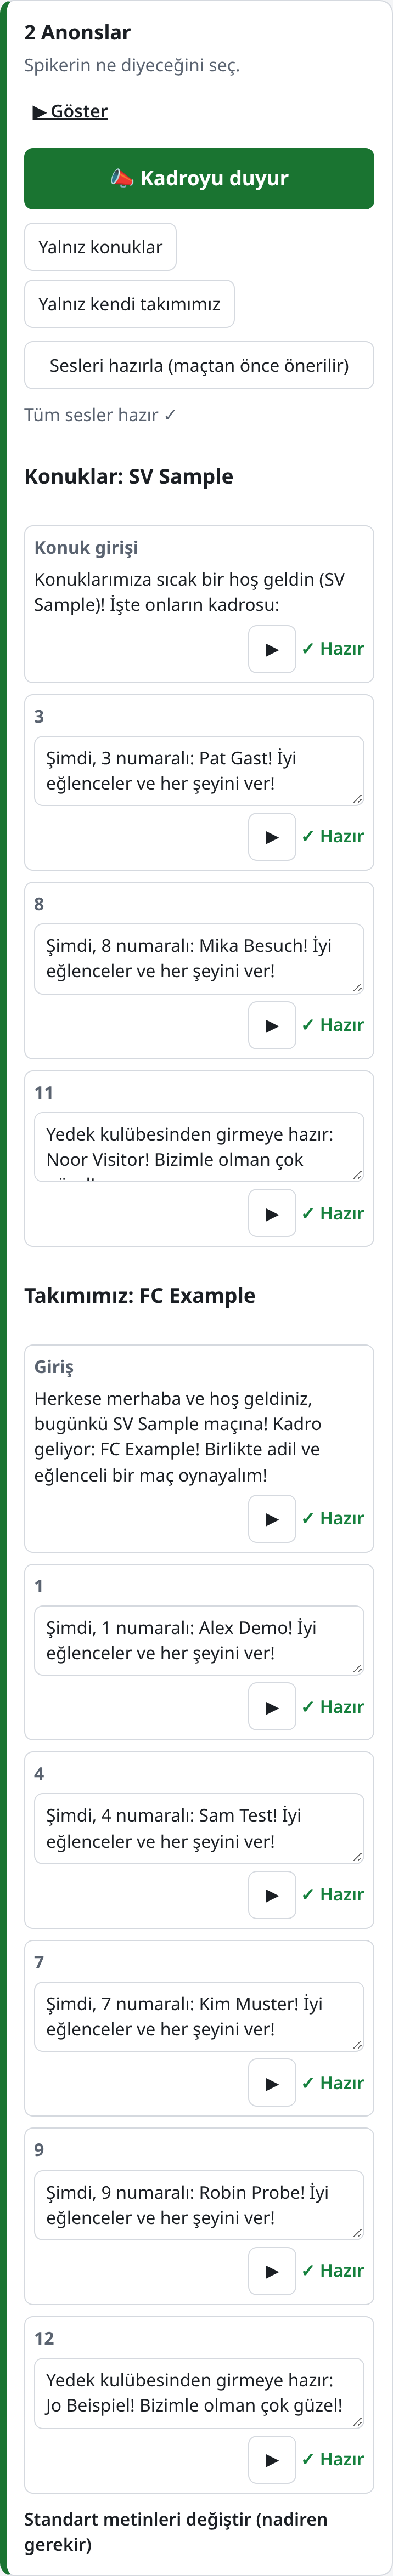 2 Anonslar
Spikerin ne diyeceğini seç.
▶ Göster
📣 Kadroyu duyur
Yalnız konuklar
Yalnız kendi takımımız
Sesleri hazırla (maçtan önce önerilir)
Tüm sesler hazır ✓
Konuklar: SV Sample
Konuk girişi
Konuklarımıza sıcak bir hoş geldin (SV
Sample)! İşte onların kadrosu:
▶ ✓ Hazır
3
Şimdi, 3 numaralı: Pat Gast! İyi
eğlenceler ve her şeyini ver!
▶ ✓ Hazır
8
Şimdi, 8 numaralı: Mika Besuch! İyi
eğlenceler ve her şeyini ver!
▶ ✓ Hazır
11
Yedek kulübesinden girmeye hazır:
Noor Visitor! Bizimle olman çok
▶ ✓ Hazır
Takımımız: FC Example
Giriş
Herkese merhaba ve hoş geldiniz,
bugünkü SV Sample maçına! Kadro
geliyor: FC Example! Birlikte adil ve
eğlenceli bir maç oynayalım!
▶ ✓ Hazır
1
Şimdi, 1 numaralı: Alex Demo! İyi
eğlenceler ve her şeyini ver!
▶ ✓ Hazır
4
Şimdi, 4 numaralı: Sam Test! İyi
eğlenceler ve her şeyini ver!
▶ ✓ Hazır
7
Şimdi, 7 numaralı: Kim Muster! İyi
eğlenceler ve her şeyini ver!
▶ ✓ Hazır
9
Şimdi, 9 numaralı: Robin Probe! İyi
eğlenceler ve her şeyini ver!
▶ ✓ Hazır
12
Yedek kulübesinden girmeye hazır:
Jo Beispiel! Bizimle olman çok güzel!
▶ ✓ Hazır
Standart metinleri değiştir (nadiren
gerekir)